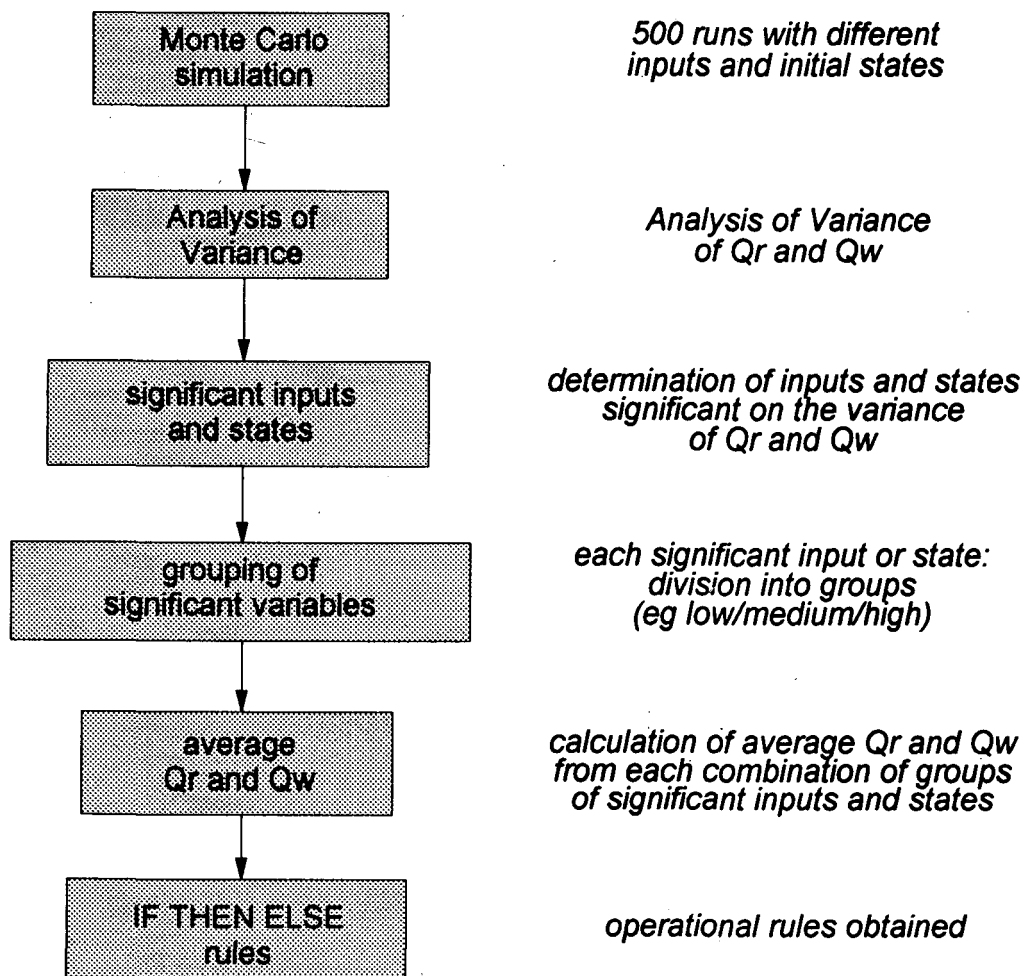 Monte Carlo
simulation
500 runs with different
inputs and initial states
Analysis of
Variance
Analysis of Variance
of Qr and Qw
significant inputs
and states
determination of inputs and states
significant on the variance
of Qr and Qw
grouping of
significant variables
each significant input or state:
division into groups
(eg low/medium/high)
average
Qr and Qw
calculation of average Qr and Qw
from each combination of groups
of significant inputs and states
IF THEN ELSE
rules
operational rules obtained